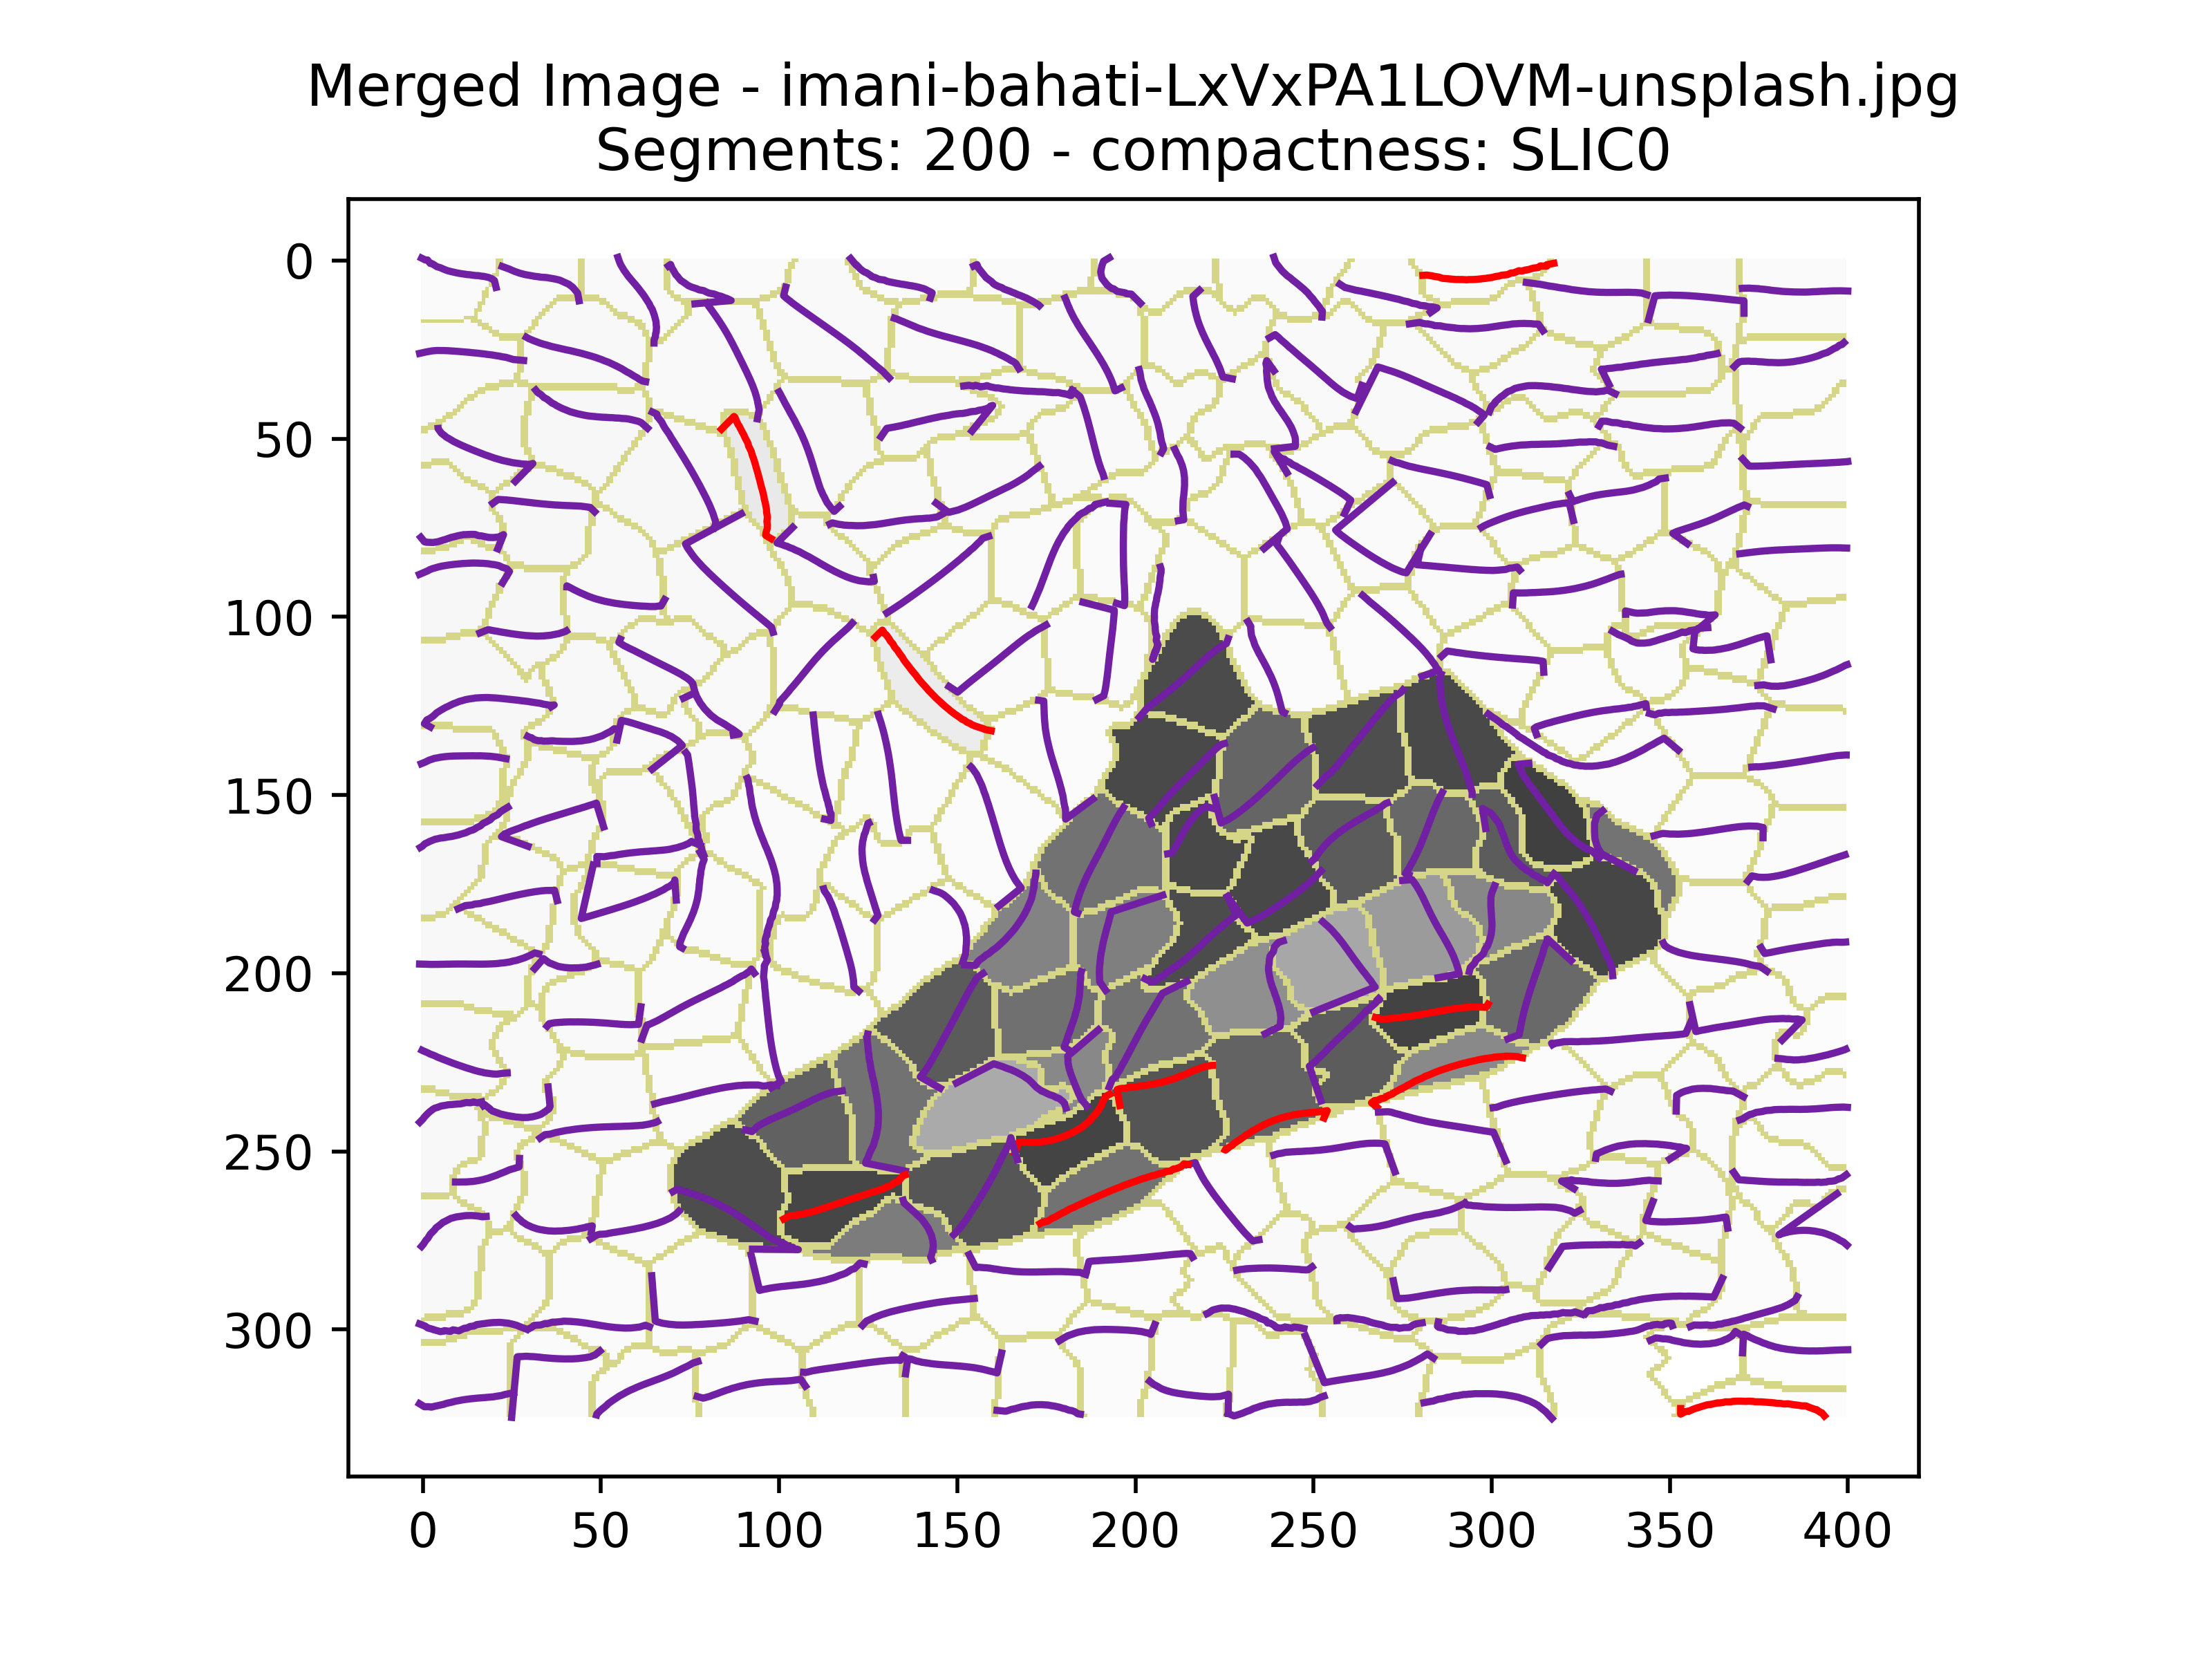 Merged Image - imani-bahati-LxVxPA1LOVM-unsplash.jpg
Segments: 200 - compactness: SLIC0
0
50
100
150
200
250
300
0 50 100 150 200 250 300 350 400